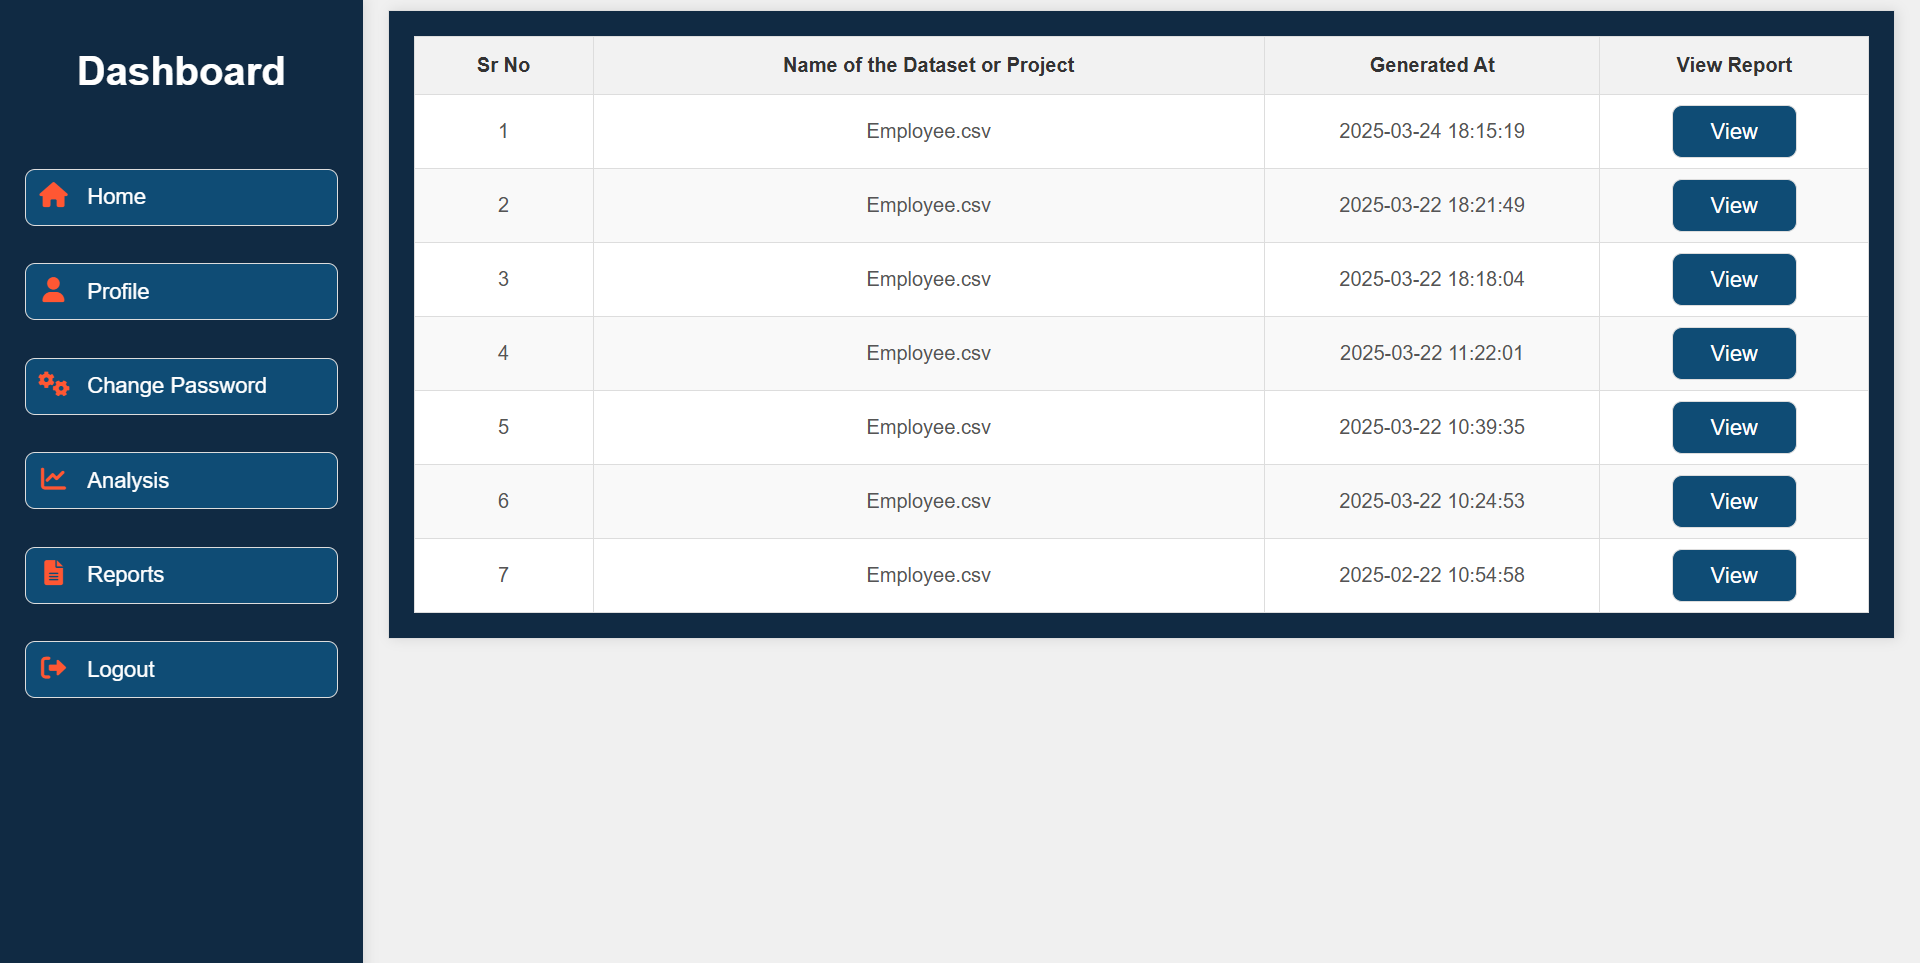 Dashboard
Home
Profile
Change Password
Analysis
Reports
Logout
Sr No Name of the Dataset or Project Generated At View Report
1 Employee.csv 2025-03-24 18:15:19 View
2 Employee.csv 2025-03-22 18:21:49 View
3 Employee.csv 2025-03-22 18:18:04 View
4 Employee.csv 2025-03-22 11:22:01 View
5 Employee.csv 2025-03-22 10:39:35 View
6 Employee.csv 2025-03-22 10:24:53 View
7 Employee.csv 2025-02-22 10:54:58 View